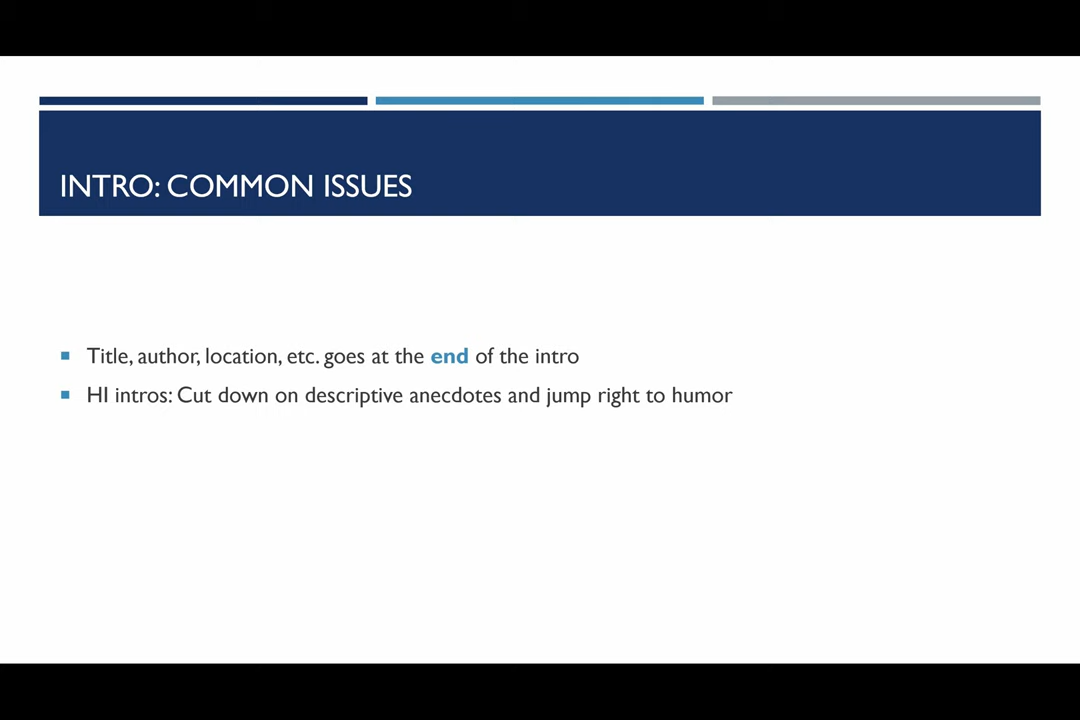 INTRO: COMMON ISSUES
Title, author, location, etc. goes at the end of the intro
HI intros: Cut down on descriptive anecdotes and jump right to humor